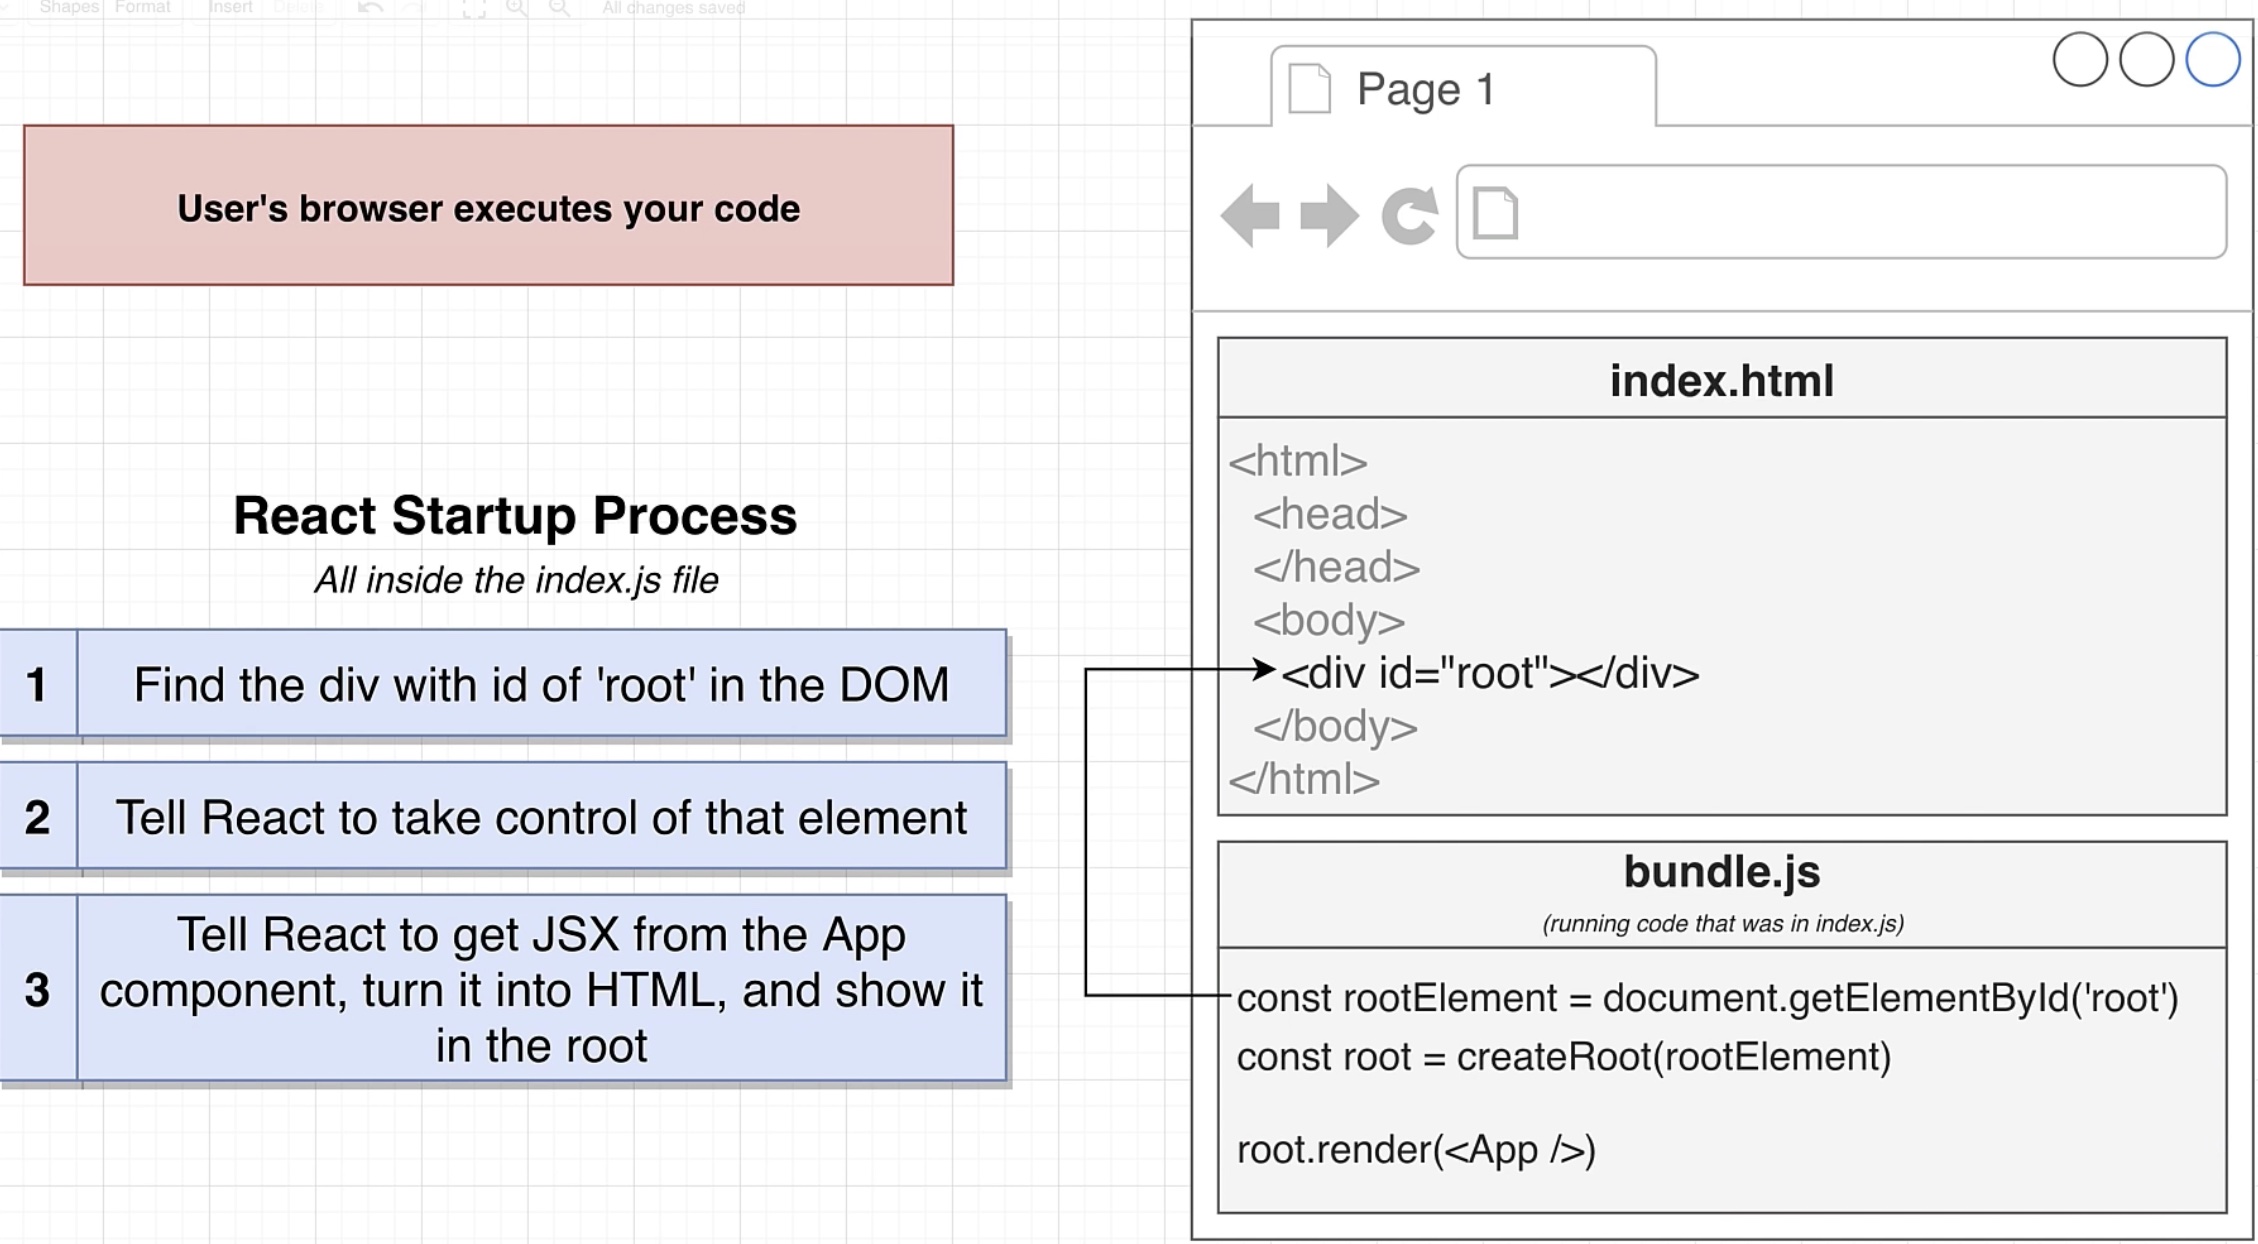 Shapes Format Insert Delete All changes saved
User's browser executes your code
React Startup Process
All inside the index.js file
1 Find the div with id of 'root' in the DOM
2 Tell React to take control of that element
3 Tell React to get JSX from the App
component, turn it into HTML, and show it
in the root
Page 1
index.html
<html>
<head>
</head>
<body>
<div id="root"></div>
</body>
</html>
bundle.js
(running code that was in index.js)
const rootElement = document.getElementById('root')
const root = createRoot(rootElement)
root.render(<App />)